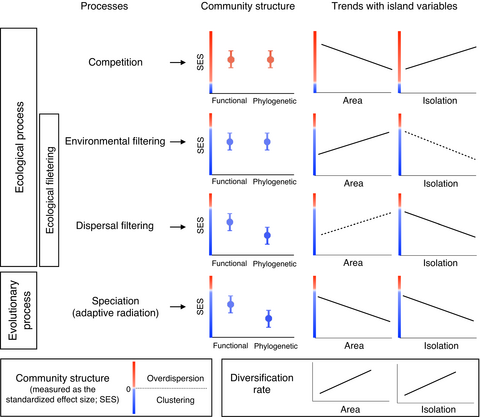 Processes Community structure Trends with island variables
Ecological process
Ecological filetering
Competition
SES
Functional Phylogenetic
Area Isolation
Environmental filtering
SES
Functional Phylogenetic
Area Isolation
Dispersal filtering
SES
Functional Phylogenetic
Area Isolation
Evolutionary
process
Speciation
(adaptive radiation)
SES
Functional Phylogenetic
Area Isolation
Community structure
(measured as the
standardized effect size; SES)
Overdispersion
0
Clustering
Diversification
rate
Area Isolation